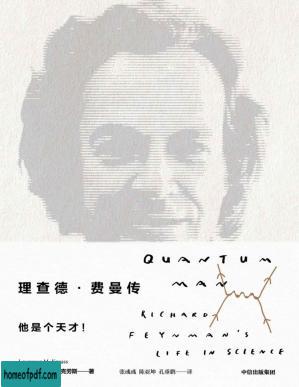 QUANTUM
MAN
理查德·费曼传
RICHARD
FEYNMAN'S
LIFE IN SCIENCE
他是个天才！
克劳斯——著
张彧彧 陈亚坤 孔垂鹏——译
中信出版集团
homeofpdf.com